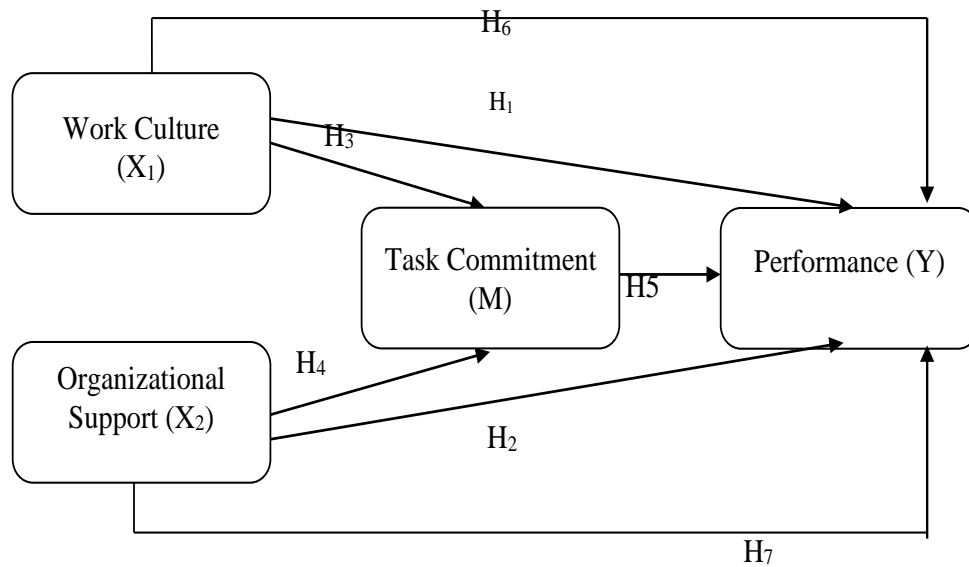 H₆
H₁
Work Culture
(X₁)
H₃
Task Commitment
(M)
Performance (Y)
H5
Organizational
Support (X₂)
H₄
H₂
H₇